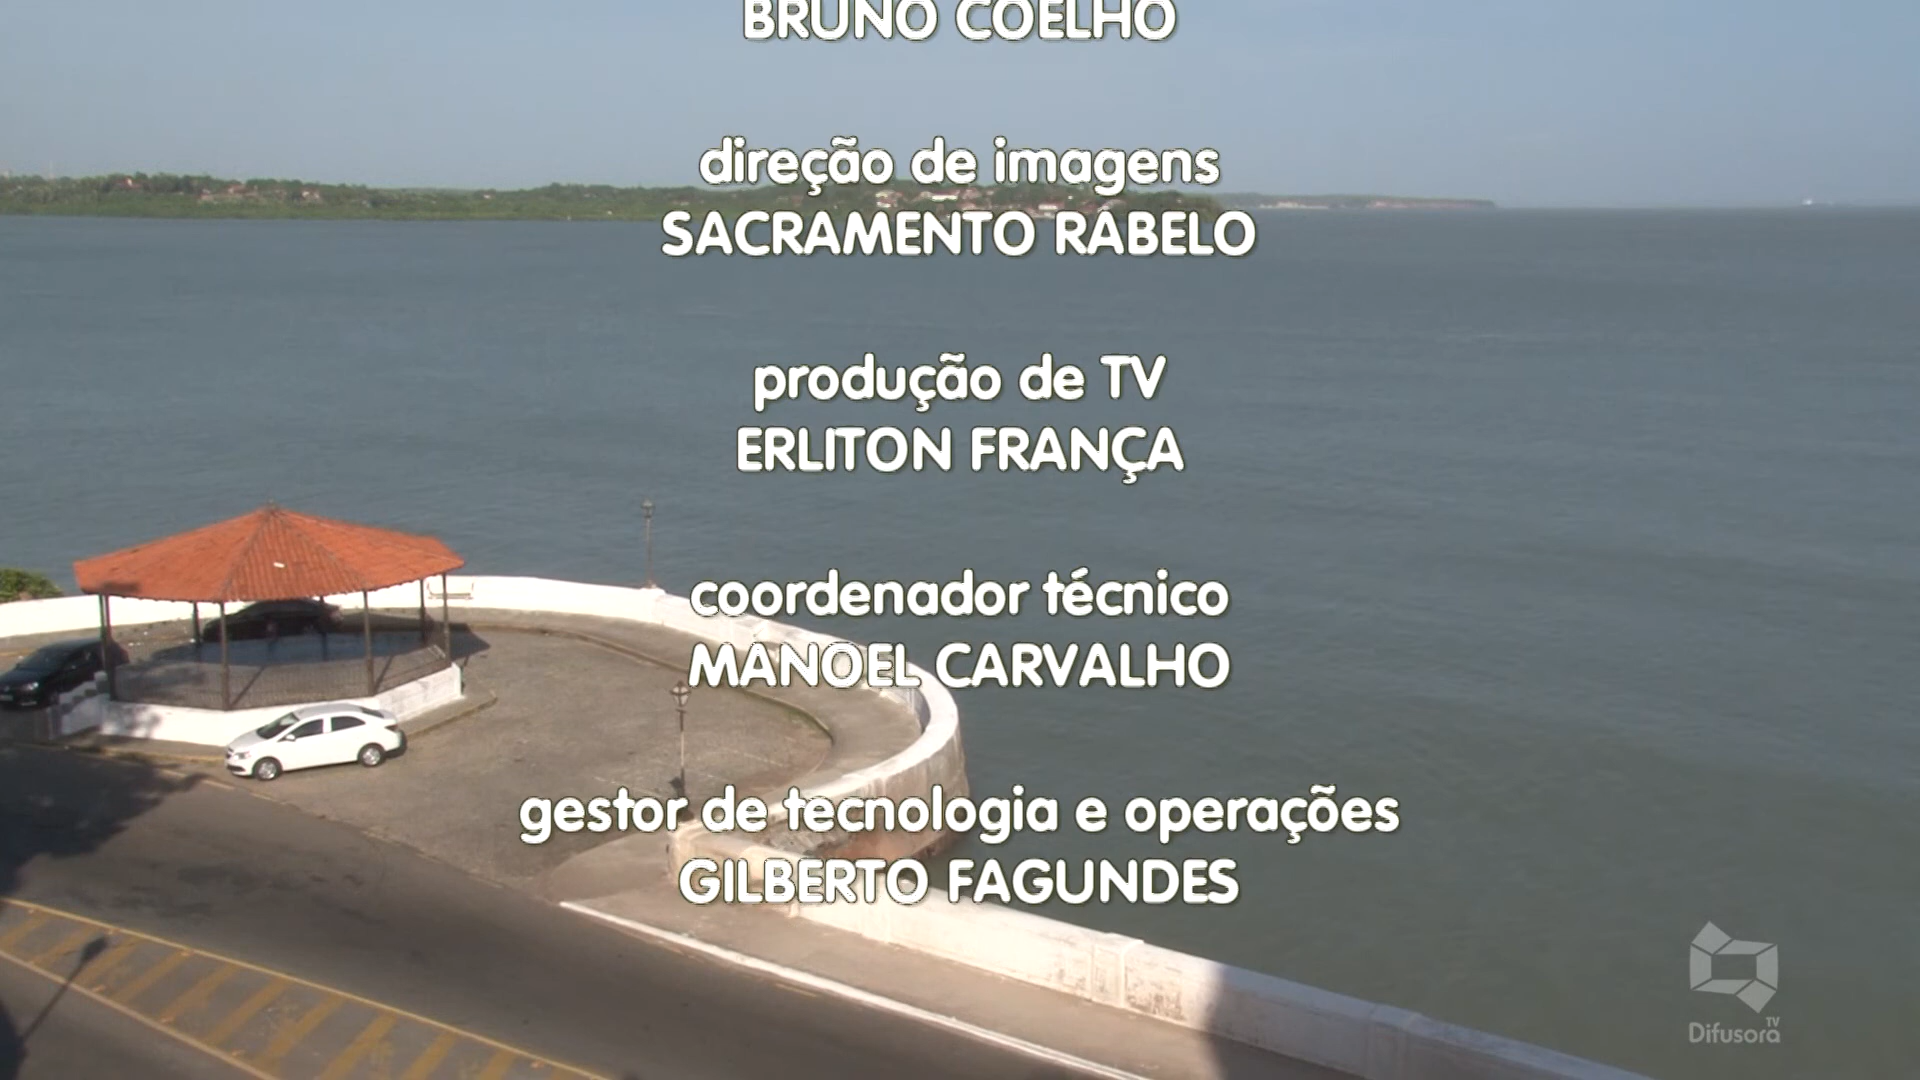 BRUNO COELHO
direção de imagens
SACRAMENTO RABELO
produção de TV
ERLITON FRANÇA
coordenador técnico
MANOEL CARVALHO
gestor de tecnologia e operações
GILBERTO FAGUNDES
TV
Difusora